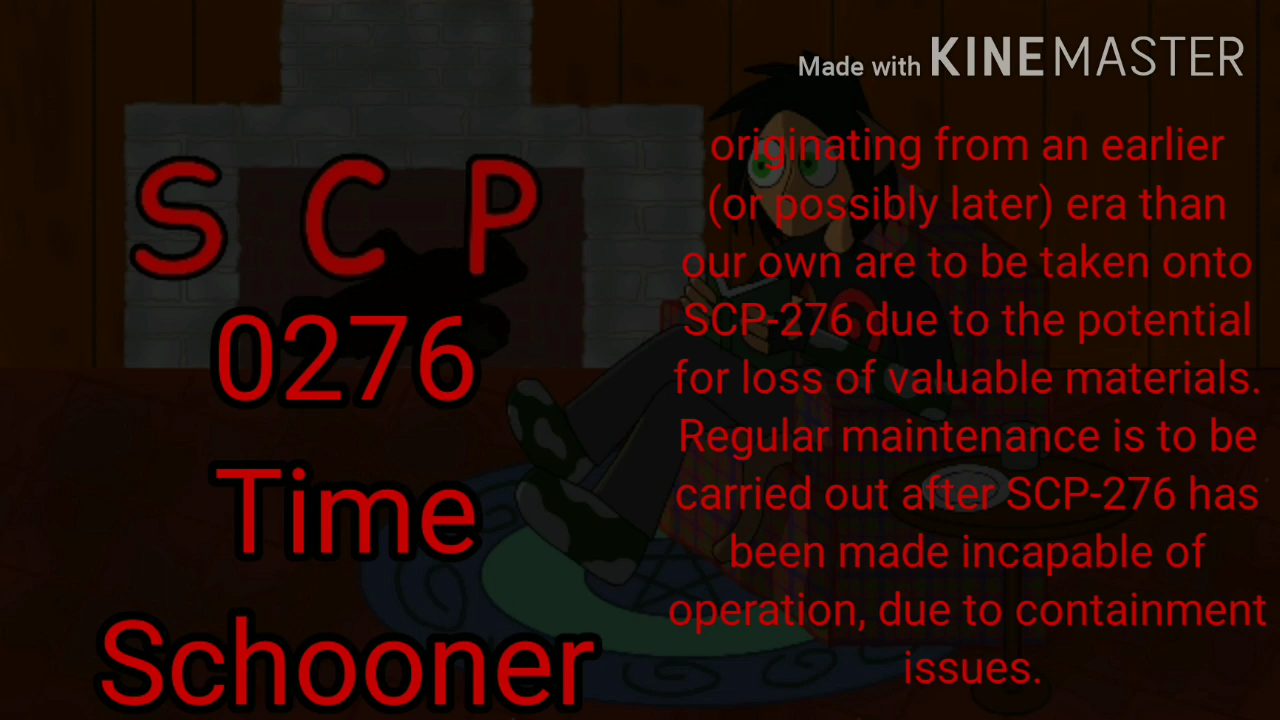 Made with KINEMASTER
S C P
0276
Time
Schooner
originating from an earlier
(or possibly later) era than
our own are to be taken onto
SCP-276 due to the potential
for loss of valuable materials.
Regular maintenance is to be
carried out after SCP-276 has
been made incapable of
operation, due to containment
issues.